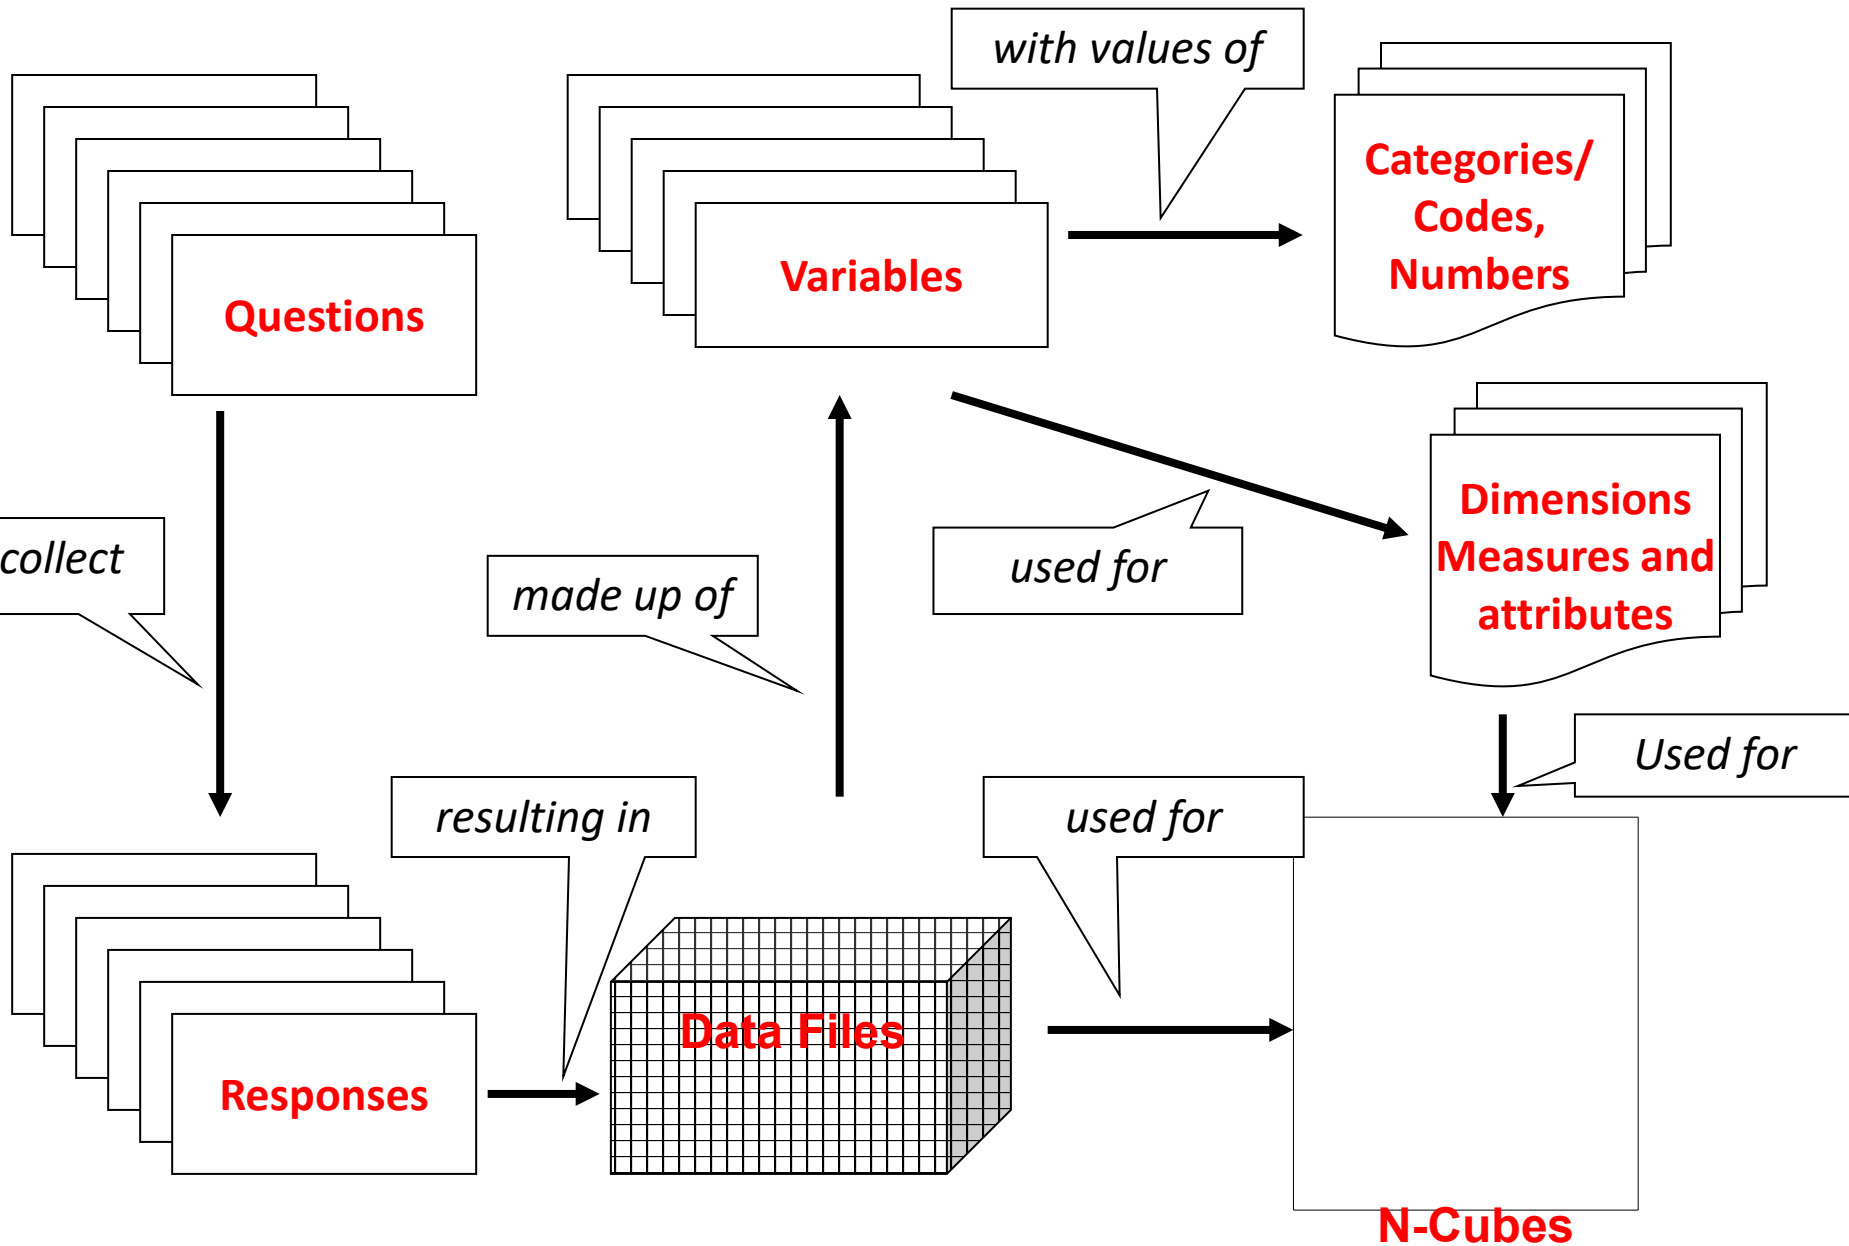 with values of
Categories/
Codes,
Numbers
Variables
Questions
Dimensions
Measures and
attributes
collect
made up of
used for
Used for
resulting in
used for
Data Files
Responses
N-Cubes